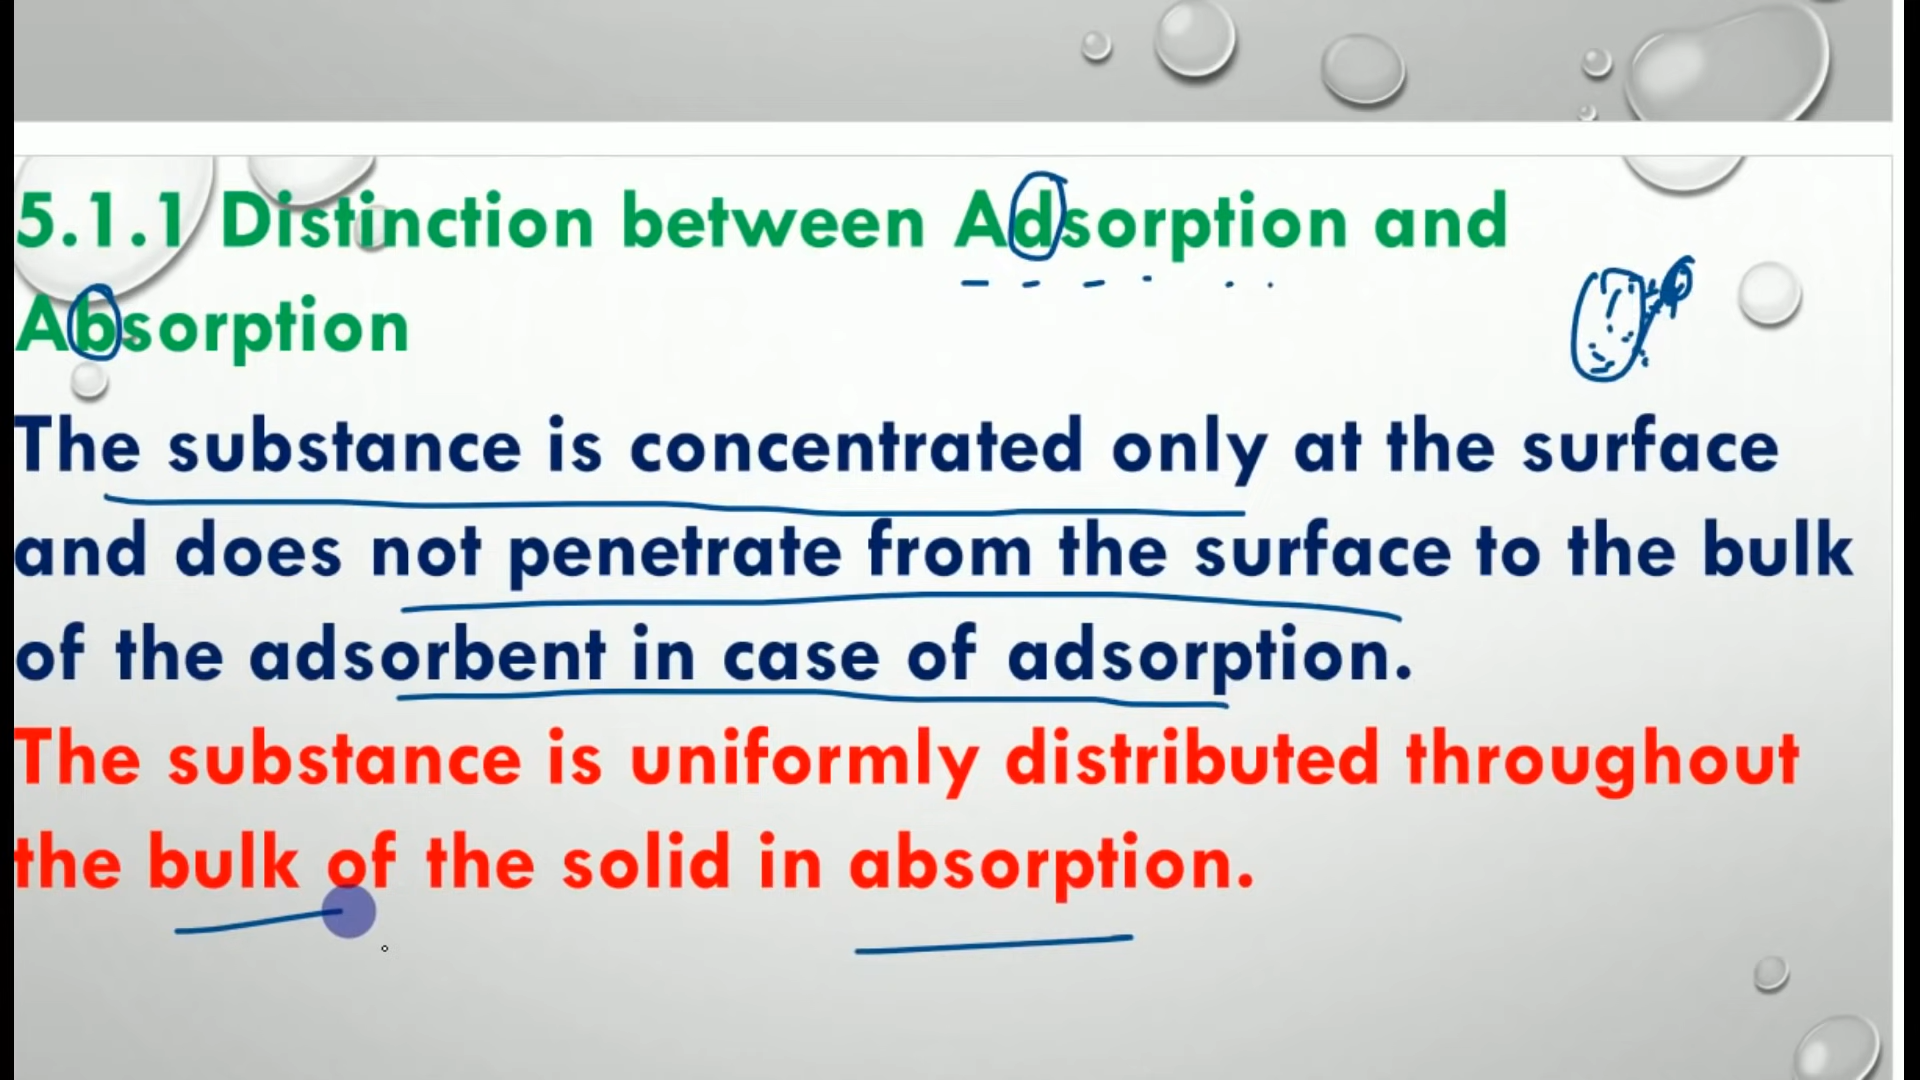 5.1.1 Distinction between Adsorption and
Absorption
The substance is concentrated only at the surface
and does not penetrate from the surface to the bulk
of the adsorbent in case of adsorption.
The substance is uniformly distributed throughout
the bulk of the solid in absorption.